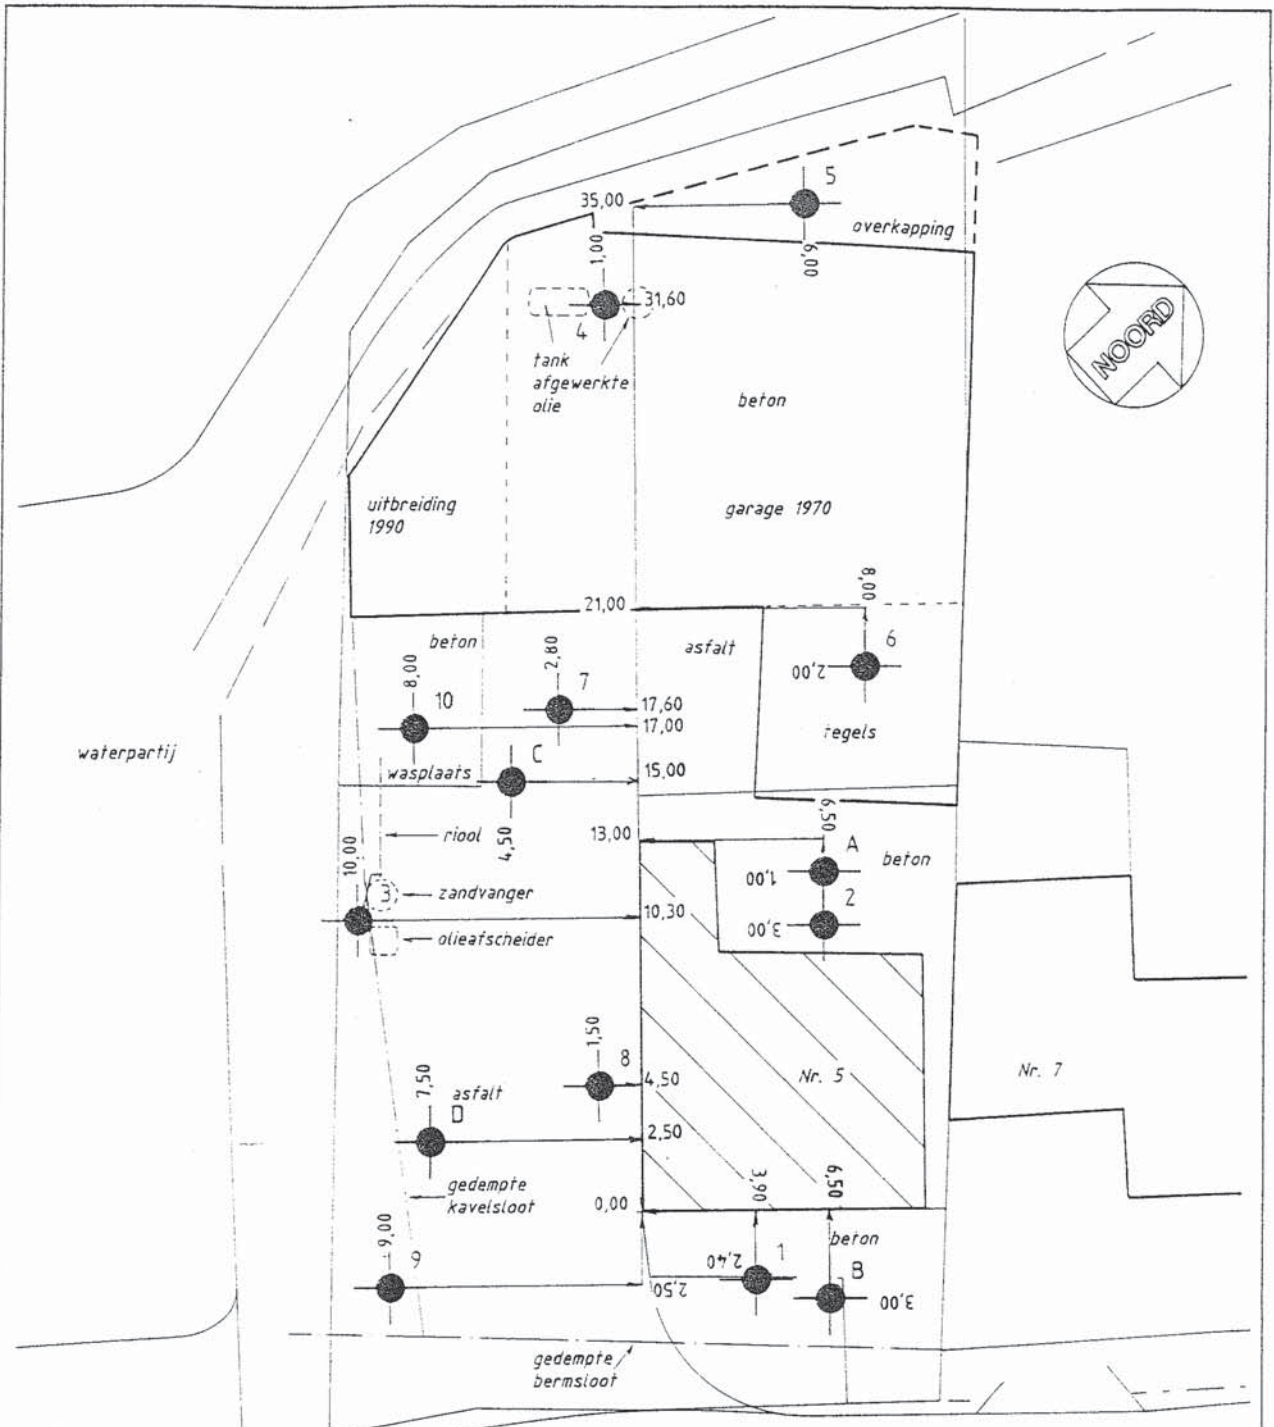 5
35,00
overkapping
1,00
6,00
31,60
4
tank
afgewerkte
olie
NOORD
beton
uitbreiding
1990
garage 1970
8,00
21,00
beton
asfalt
6
2,00
2,80
8,00
10
7
17,60
17,00
tegels
waterpartij
wasplaats
C
15,00
6,50
4,50
riool
13,00
A
beton
10,00
1,00
3
zandvanger
2
10,30
3,00
olieafscheider
1,50
8
Nr. 5
Nr. 7
7,50
asfalt
D
4,50
2,50
3,90
6,50
gedempte
kavelsloot
0,00
9,00
9
beton
2,40
1
B
2,50
3,00
gedempte
bermsloot